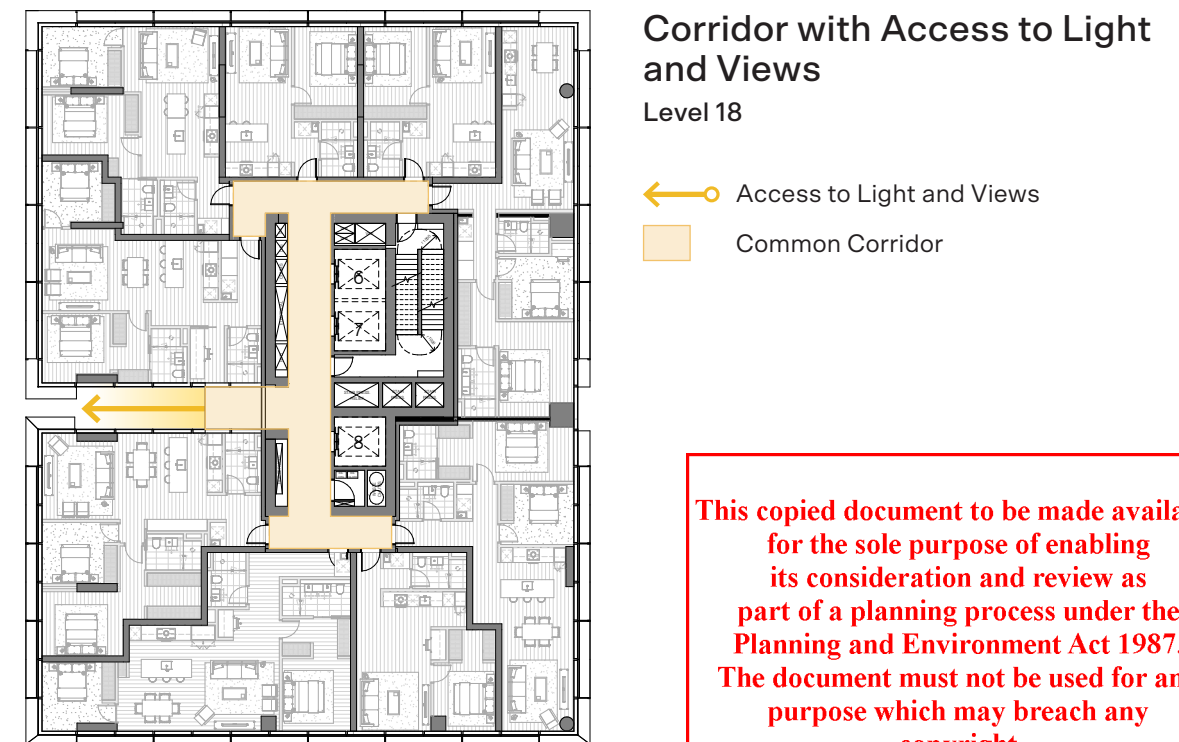 Corridor with Access to Light
and Views
Level 18
Access to Light and Views
Common Corridor
6
7
8
This copied document to be made availa
for the sole purpose of enabling
its consideration and review as
part of a planning process under the
Planning and Environment Act 1987.
The document must not be used for an
purpose which may breach any
copyright